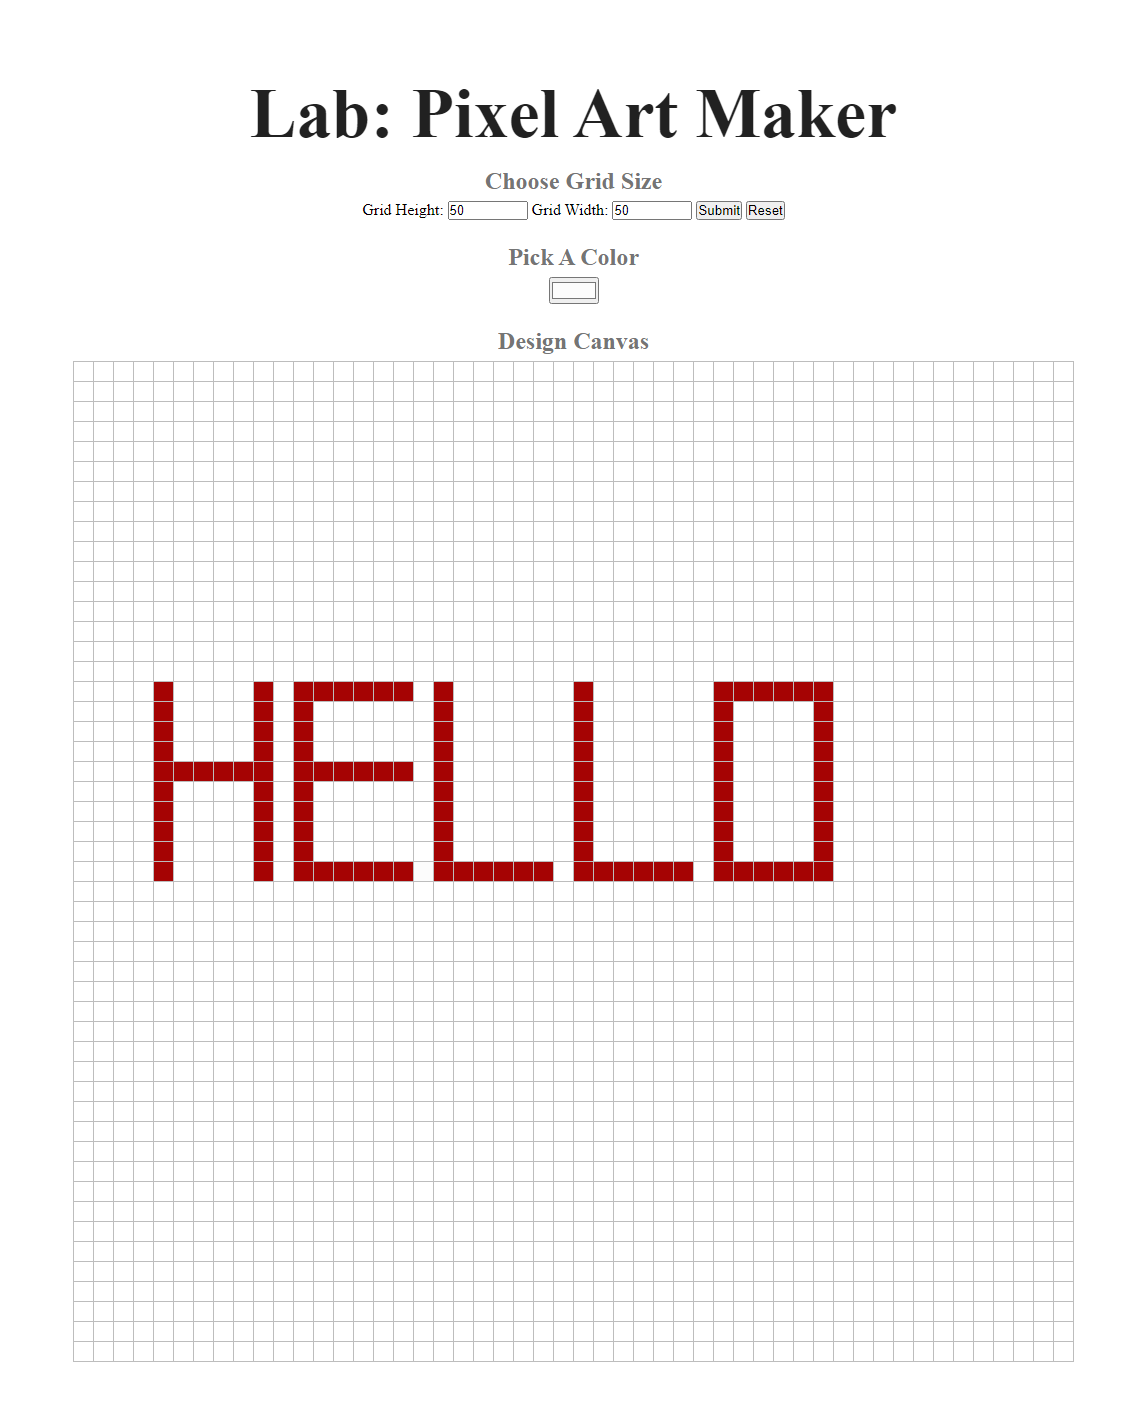 Lab: Pixel Art Maker
Choose Grid Size
Grid Height: 50 Grid Width: 50 Submit Reset
Pick A Color
Design Canvas
HELLO